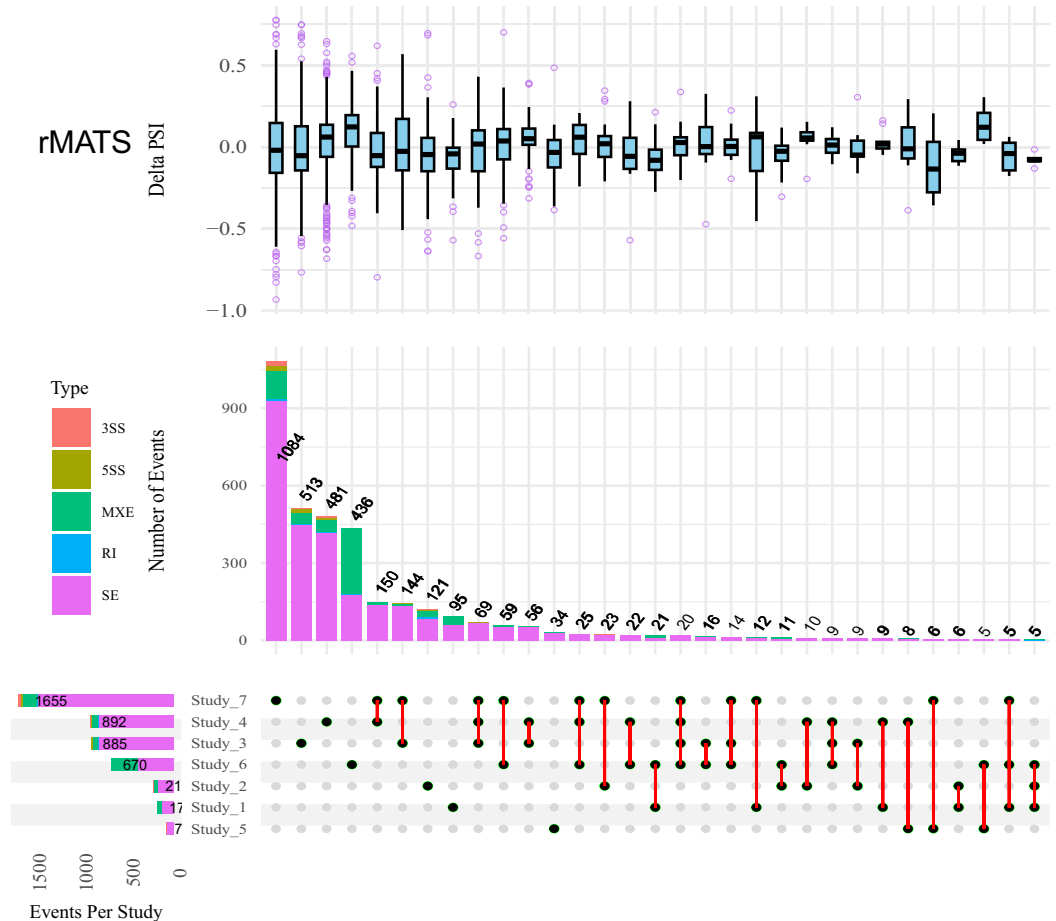 rMATS
Delta PSI
0.5
0.0
−0.5
−1.0
Type
3SS
5SS
MXE
RI
SE
Number of Events
900
600
300
0
1084
513
481
436
150
144
121
95
69
59
56
34
25
23
22
21
20
16
14
12
11
10
9
9
9
8
6
6
5
5
5
1655
Study_7
892
Study_4
885
Study_3
670
Study_6
21
Study_2
17
Study_1
7
Study_5
1500
1000
500
0
Events Per Study